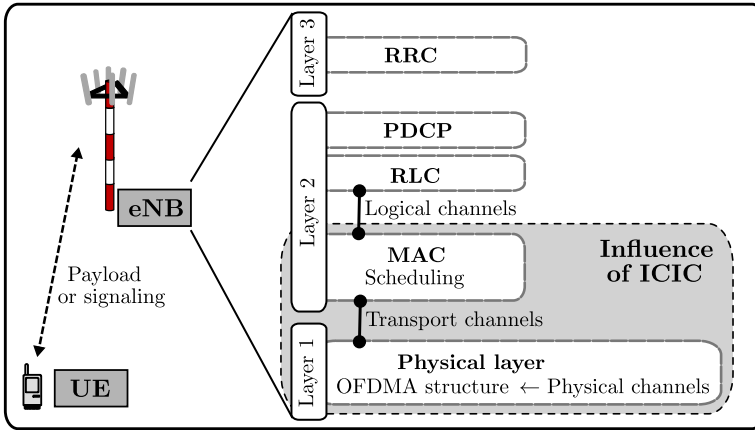 Layer 3
RRC
Layer 2
PDCP
RLC
Logical channels
MAC
Scheduling
Influence
of ICIC
Transport channels
Layer 1
Physical layer
OFDMA structure ← Physical channels
eNB
Payload
or signaling
UE